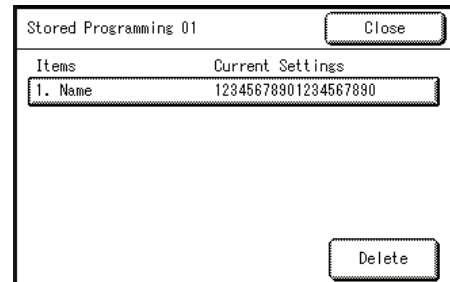 Stored Programming 01 Close
Items Current Settings
1. Name 12345678901234567890
Delete